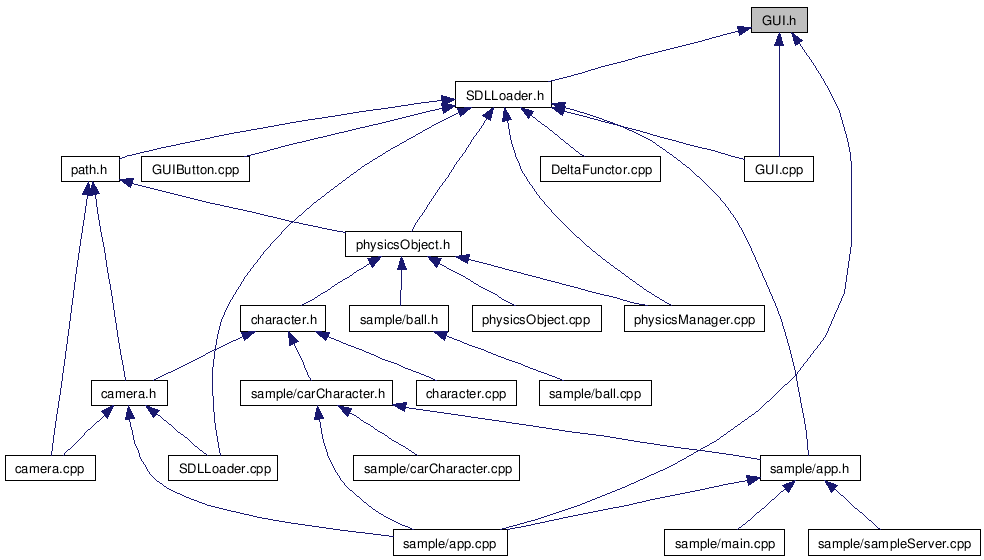 GUI.h
SDLLoader.h
path.h
GUIButton.cpp
DeltaFunctor.cpp
GUI.cpp
physicsObject.h
character.h
sample/ball.h
physicsObject.cpp
physicsManager.cpp
camera.h
sample/carCharacter.h
character.cpp
sample/ball.cpp
camera.cpp
SDLLoader.cpp
sample/carCharacter.cpp
sample/app.h
sample/app.cpp
sample/main.cpp
sample/sampleServer.cpp